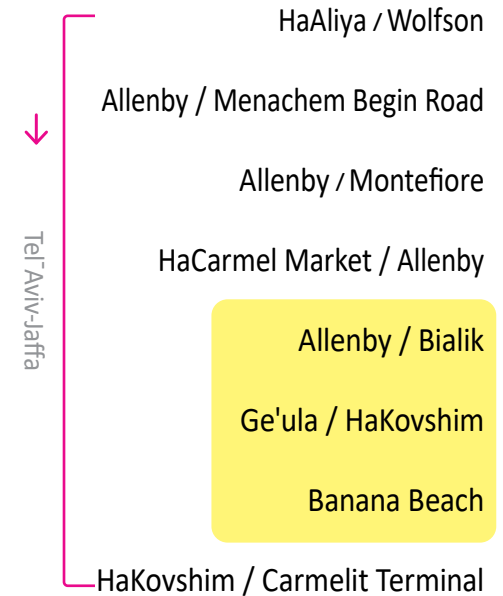 HaAliya / Wolfson
Allenby / Menachem Begin Road
Allenby / Montefiore
HaCarmel Market / Allenby
Allenby / Bialik
Ge'ula / HaKovshim
Banana Beach
HaKovshim / Carmelit Terminal
Tel¯Aviv-Jaffa